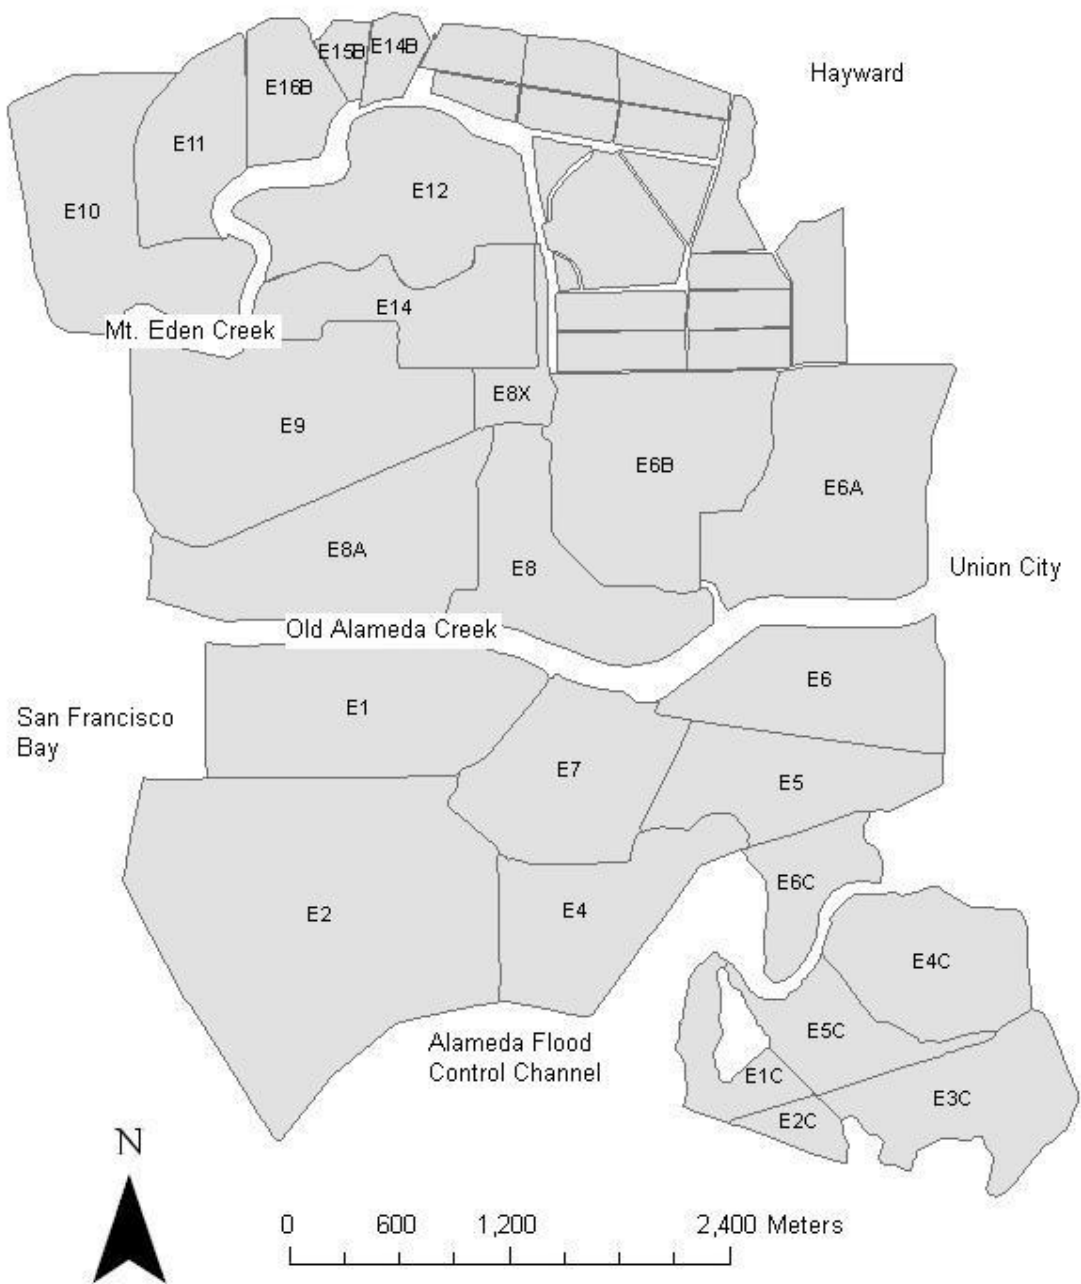 E15B
E14B
Hayward
E16B
E11
E12
E10
E14
Mt. Eden Creek
E8X
E9
E6B
E6A
E8A
E8
Union City
Old Alameda Creek
E6
E1
San Francisco
Bay
E7
E5
E6C
E2
E4
E4C
E5C
Alameda Flood
Control Channel
E1C
E3C
E2C
N
0 600 1,200 2,400 Meters